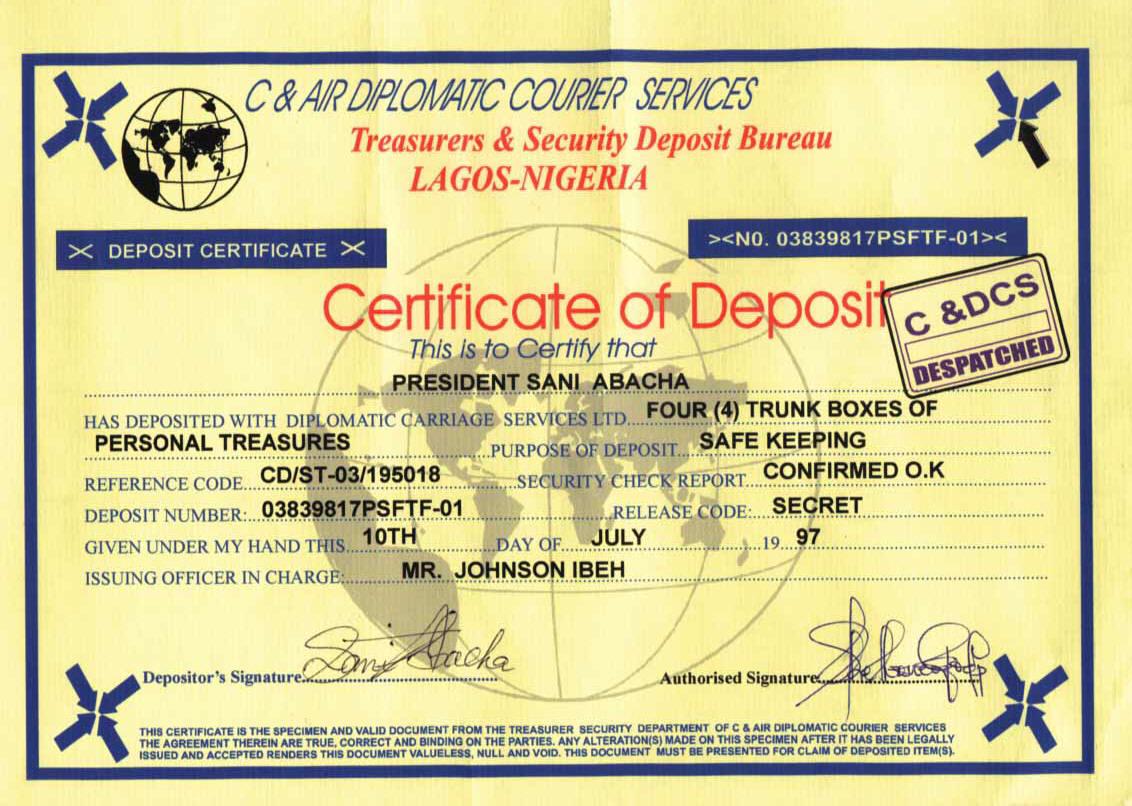 C & AIR DIPLOMATIC COURIER SERVICES
Treasurers & Security Deposit Bureau
LAGOS-NIGERIA
DEPOSIT CERTIFICATE
><N0. 03839817PSFTF-01><
Certificate of Deposit
C &DCS
DESPATCHED
This is to Certify that
PRESIDENT SANI ABACHA
HAS DEPOSITED WITH DIPLOMATIC CARRIAGE SERVICES LTD... FOUR (4) TRUNK BOXES OF
PERSONAL TREASURES PURPOSE OF DEPOSIT... SAFE KEEPING
REFERENCE CODE... CD/ST-03/195018 SECURITY CHECK REPORT... CONFIRMED O.K
DEPOSIT NUMBER: 03839817PSFTF-01 RELEASE CODE: SECRET
GIVEN UNDER MY HAND THIS... 10TH DAY OF... JULY 19 97
ISSUING OFFICER IN CHARGE: MR. JOHNSON IBEH
Depositor's Signature Sani Abacha
Authorised Signature
THIS CERTIFICATE IS THE SPECIMEN AND VALID DOCUMENT FROM THE TREASURER SECURITY DEPARTMENT OF C & AIR DIPLOMATIC COURIER SERVICES
THE AGREEMENT THEREIN ARE TRUE, CORRECT AND BINDING ON THE PARTIES. ANY ALTERATION(S) MADE ON THIS SPECIMEN AFTER IT HAS BEEN LEGALLY
ISSUED AND ACCEPTED RENDERS THIS DOCUMENT VALUELESS, NULL AND VOID. THIS DOCUMENT MUST BE PRESENTED FOR CLAIM OF DEPOSITED ITEM(S).